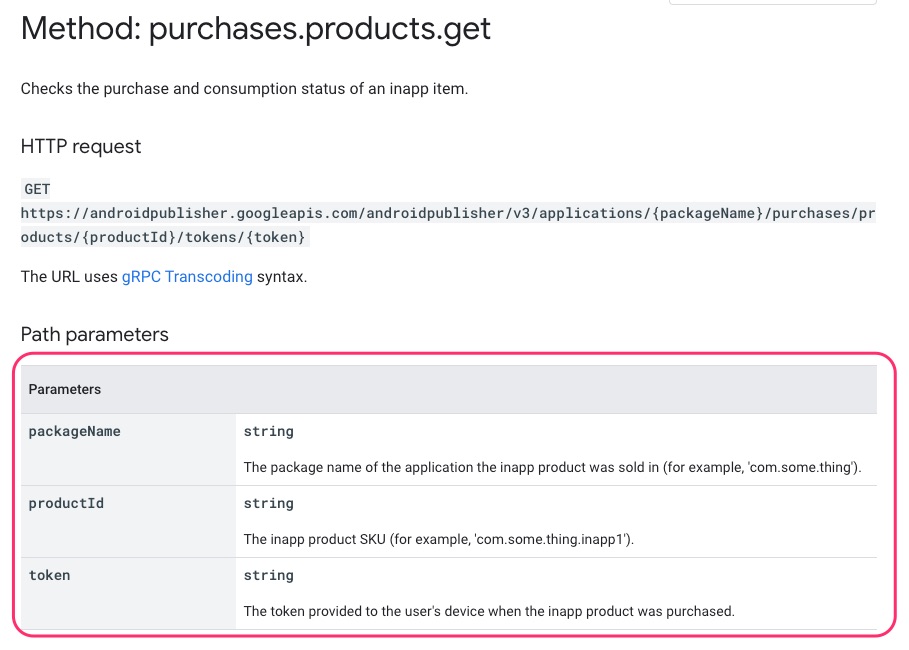 Method: purchases.products.get
Checks the purchase and consumption status of an inapp item.
HTTP request
GET
https://androidpublisher.googleapis.com/androidpublisher/v3/applications/{packageName}/purchases/pr
oducts/{productId}/tokens/{token}
The URL uses gRPC Transcoding syntax.
Path parameters
Parameters
packageName
string
The package name of the application the inapp product was sold in (for example, 'com.some.thing').
productId
string
The inapp product SKU (for example, 'com.some.thing.inapp1').
token
string
The token provided to the user's device when the inapp product was purchased.